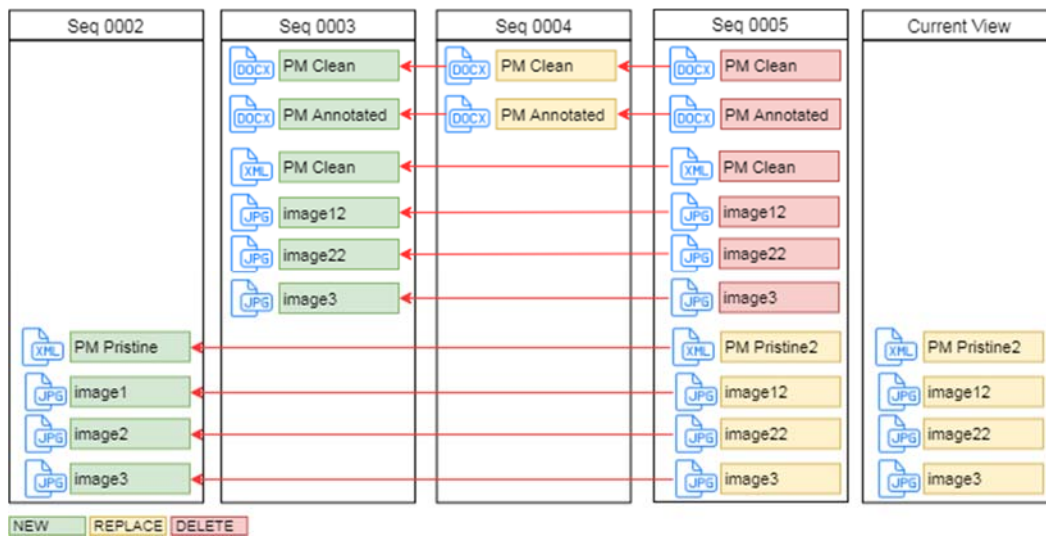 Seq 0002 Seq 0003 Seq 0004 Seq 0005 Current View
DOCX PM Clean DOCX PM Clean DOCX PM Clean
DOCX PM Annotated DOCX PM Annotated DOCX PM Annotated
XML PM Clean XML PM Clean
JPG image12 JPG image12
JPG image22 JPG image22
JPG image3 JPG image3
XML PM Pristine XML PM Pristine2 XML PM Pristine2
JPG image1 JPG image12 JPG image12
JPG image2 JPG image22 JPG image22
JPG image3 JPG image3 JPG image3
NEW REPLACE DELETE